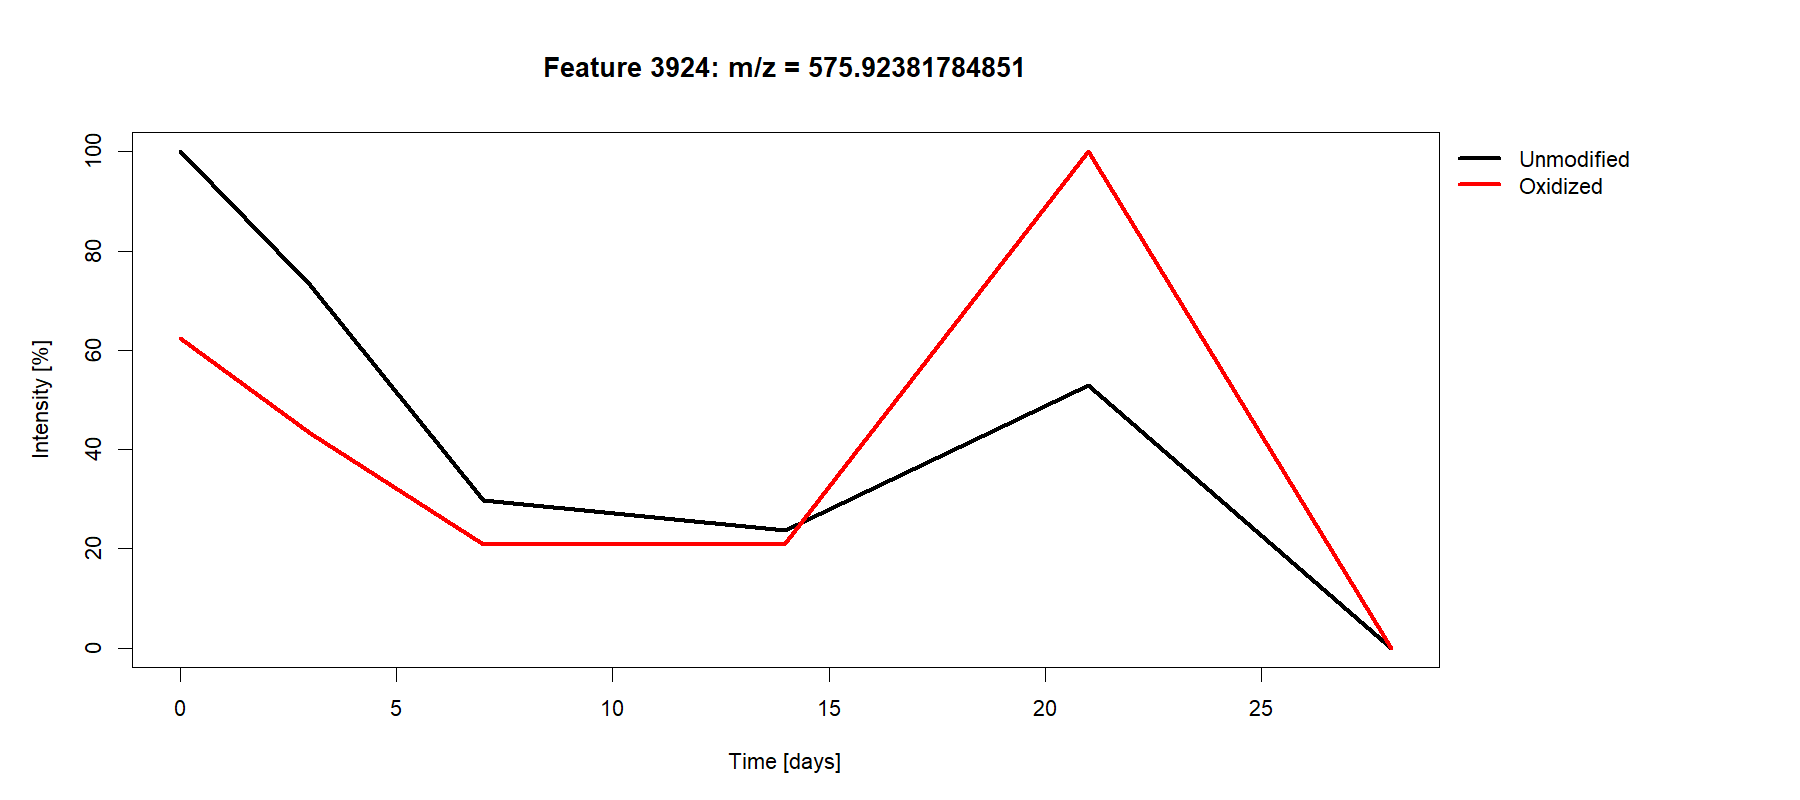 Feature 3924: m/z = 575.92381784851
Unmodified
Oxidized
Intensity [%]
100
80
60
40
20
0
0 5 10 15 20 25
Time [days]